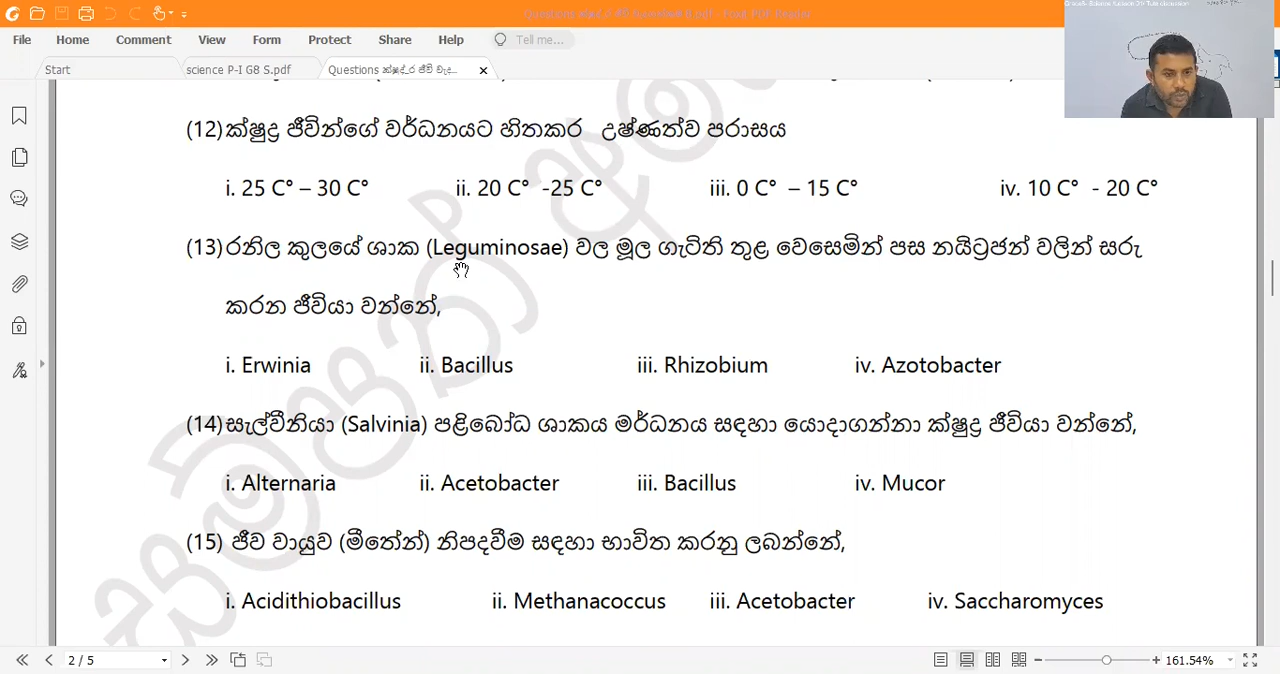 Questions ක්ෂුද්‍ර ජීවී
File Home Comment View Form Protect Share Help Tell me...
Start science P-I G8 S.pdf Questions ක්ෂුද්‍ර ජීවී වැද...
(12) ක්ෂුද්‍ර ජීවින්ගේ වර්ධනයට හිතකර උෂ්ණත්ව පරාසය
i. 25 C° – 30 C° ii. 20 C° -25 C° iii. 0 C° – 15 C° iv. 10 C° - 20 C°
(13) රනිල කුලයේ ශාක (Leguminosae) වල මූල ගැටිති තුළ වෙසෙමින් පස නයිට්‍රජන් වලින් සරු
කරන ජීවියා වන්නේ,
i. Erwinia ii. Bacillus iii. Rhizobium iv. Azotobacter
(14) සැල්වීනියා (Salvinia) පළිබෝධ ශාකය මර්ධනය සඳහා යොදාගන්නා ක්ෂුද්‍ර ජීවියා වන්නේ,
i. Alternaria ii. Acetobacter iii. Bacillus iv. Mucor
(15) ජීව වායුව (මීතේන්) නිපදවීම සඳහා භාවිත කරනු ලබන්නේ,
i. Acidithiobacillus ii. Methanacoccus iii. Acetobacter iv. Saccharomyces
2 / 5 161.54%